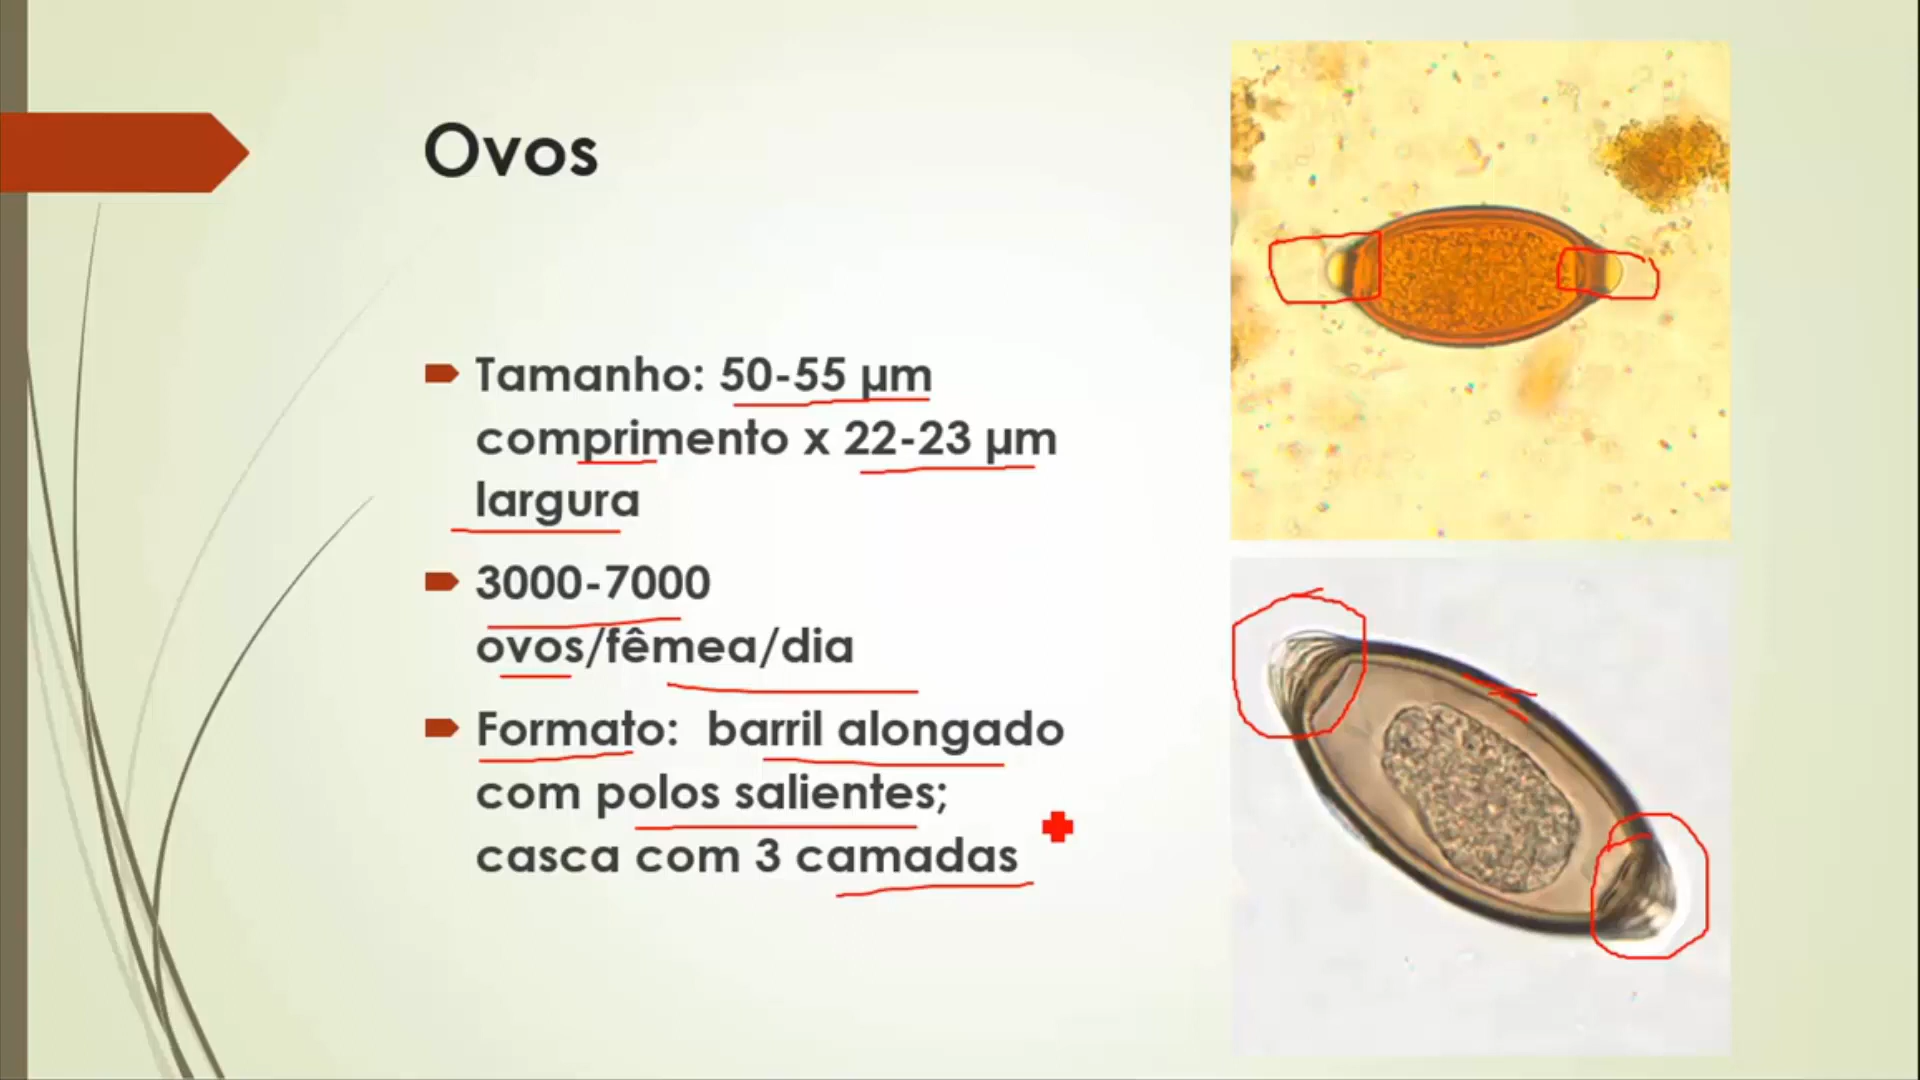 Ovos
Tamanho: 50-55 µm
comprimento x 22-23 µm
largura
3000-7000
ovos/fêmea/dia
Formato: barril alongado
com polos salientes;
casca com 3 camadas